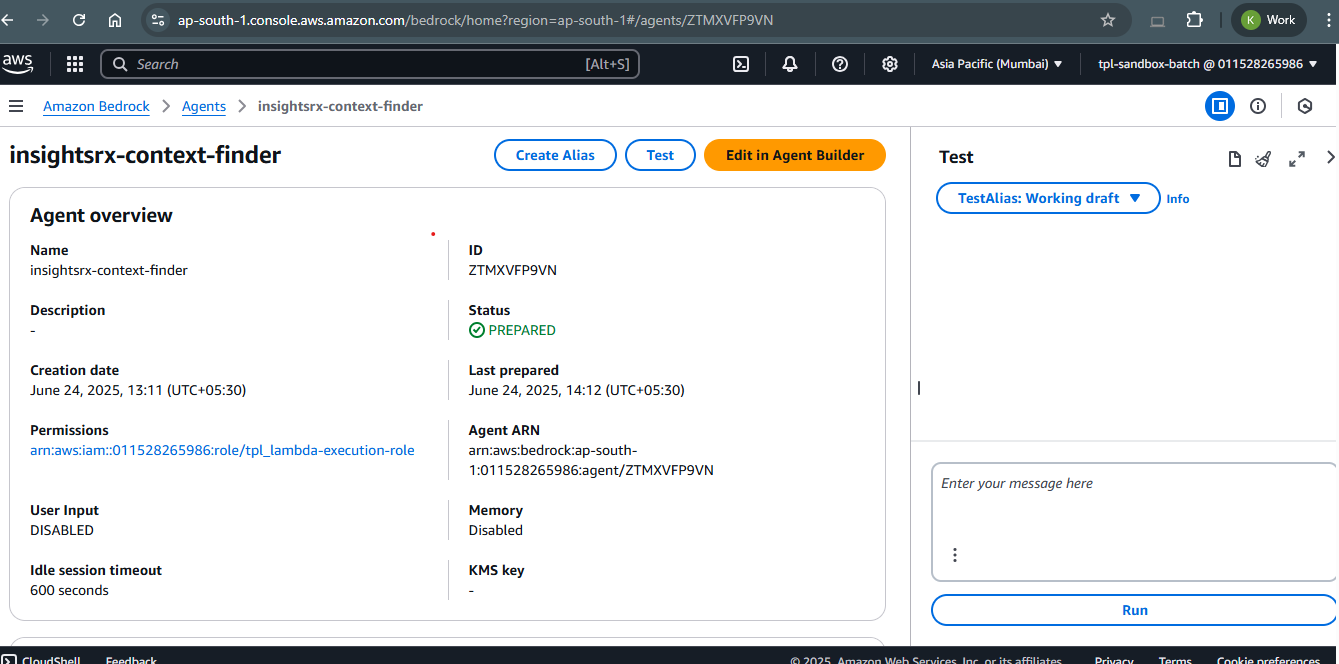 ap-south-1.console.aws.amazon.com/bedrock/home?region=ap-south-1#/agents/ZTMXVFP9VN
K Work
aws Search [Alt+S] Asia Pacific (Mumbai) tpl-sandbox-batch @ 011528265986
Amazon Bedrock Agents insightsrx-context-finder
insightsrx-context-finder
Create Alias Test Edit in Agent Builder
Agent overview
Name
insightsrx-context-finder
ID
ZTMXVFP9VN
Description
-
Status
PREPARED
Creation date
June 24, 2025, 13:11 (UTC+05:30)
Last prepared
June 24, 2025, 14:12 (UTC+05:30)
Permissions
arn:aws:iam::011528265986:role/tpl_lambda-execution-role
Agent ARN
arn:aws:bedrock:ap-south-
1:011528265986:agent/ZTMXVFP9VN
User Input
DISABLED
Memory
Disabled
Idle session timeout
600 seconds
KMS key
-
Test
TestAlias: Working draft Info
Enter your message here
Run
CloudShell Feedback © 2025, Amazon Web Services, Inc. or its affiliates. Privacy Terms Cookie preferences